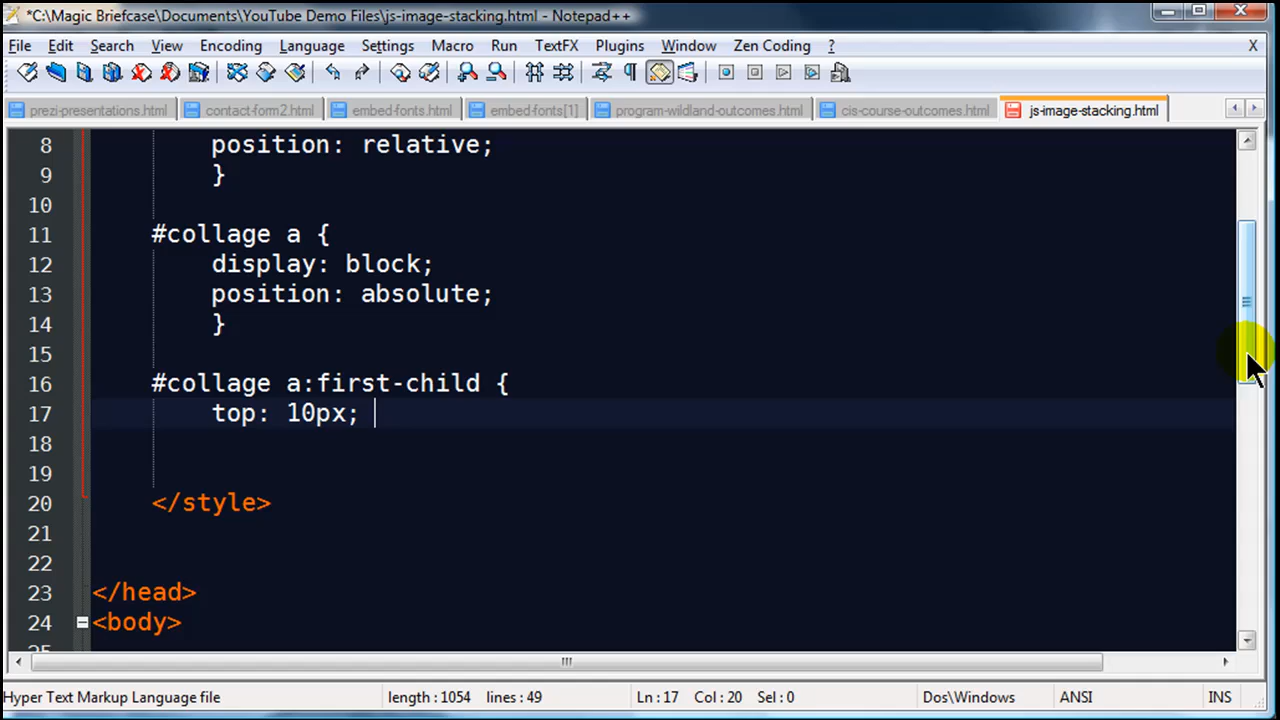 *C:\Magic Briefcase\Documents\YouTube Demo Files\js-image-stacking.html - Notepad++
File Edit Search View Encoding Language Settings Macro Run TextFX Plugins Window Zen Coding ? X
prezi-presentations.html contact-form2.html embed-fonts.html embed-fonts[1] program-wildland-outcomes.html cis-course-outcomes.html js-image-stacking.html
8 position: relative;
9 }
10
11 #collage a {
12 display: block;
13 position: absolute;
14 }
15
16 #collage a:first-child {
17 top: 10px;
18
19
20 </style>
21
22
23 </head>
24 <body>
Hyper Text Markup Language file length : 1054 lines : 49 Ln : 17 Col : 20 Sel : 0 Dos\Windows ANSI INS